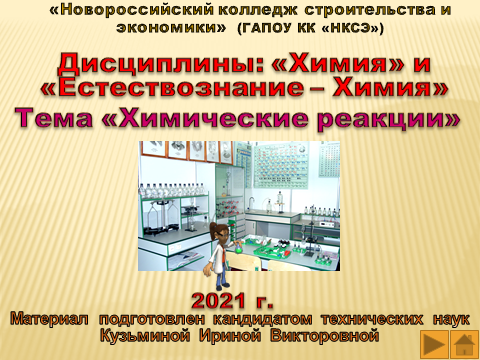 «Новороссийский колледж строительства и
экономики» (ГАПОУ КК «НКСЭ»)
Дисциплины: «Химия» и
«Естествознание – Химия»
Тема «Химические реакции»
2021 г.
Материал подготовлен кандидатом технических наук
Кузьминой Ириной Викторовной